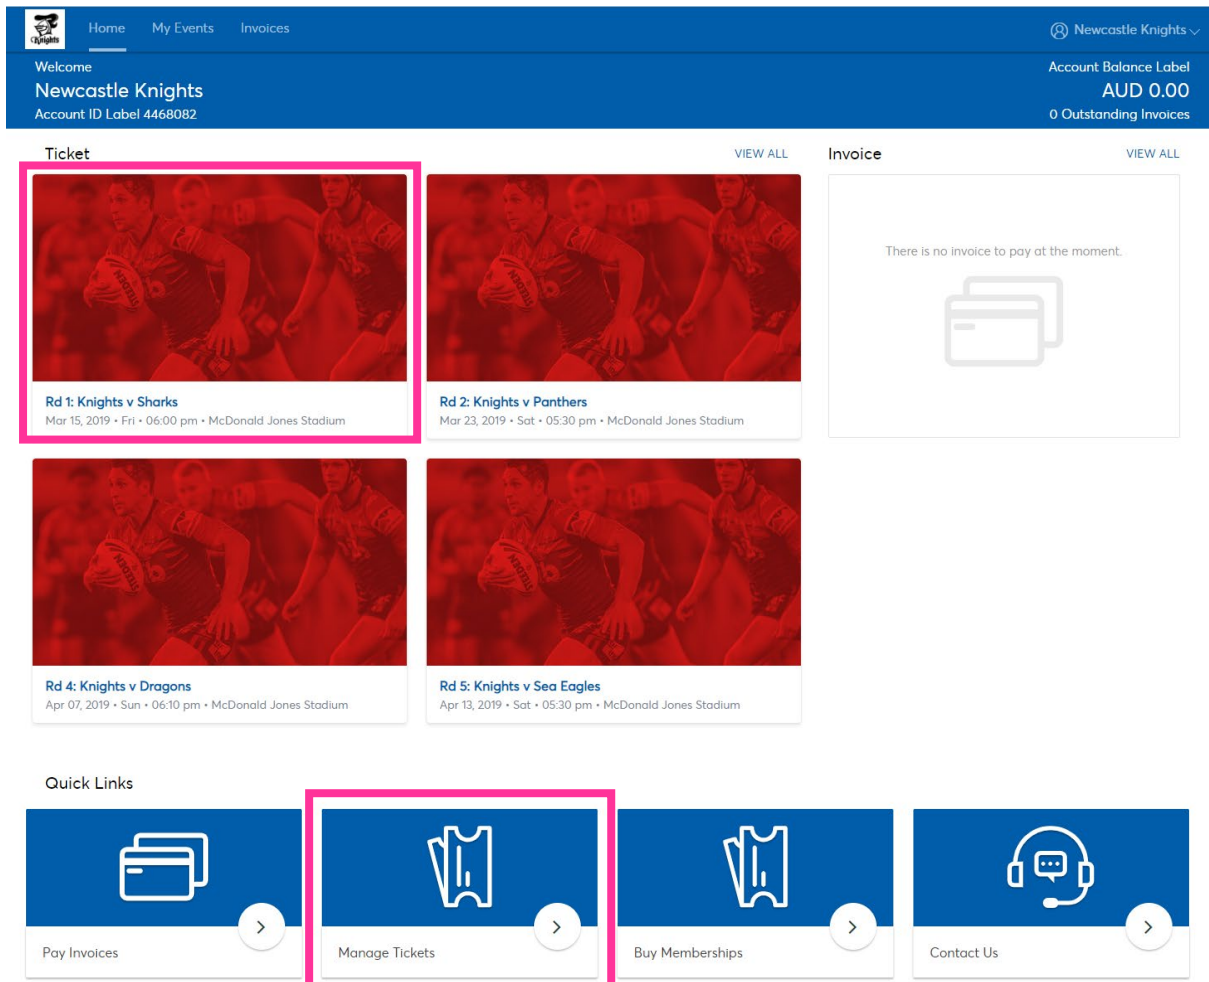 Knights
Home My Events Invoices
Newcastle Knights
Welcome
Newcastle Knights
Account ID Label 4468082
Account Balance Label
AUD 0.00
0 Outstanding Invoices
Ticket VIEW ALL
STEEDEN
STEEDEN
Rd 1: Knights v Sharks
Mar 15, 2019 • Fri • 06:00 pm • McDonald Jones Stadium
Rd 2: Knights v Panthers
Mar 23, 2019 • Sat • 05:30 pm • McDonald Jones Stadium
STEEDEN
STEEDEN
Rd 4: Knights v Dragons
Apr 07, 2019 • Sun • 06:10 pm • McDonald Jones Stadium
Rd 5: Knights v Sea Eagles
Apr 13, 2019 • Sat • 05:30 pm • McDonald Jones Stadium
Invoice VIEW ALL
There is no invoice to pay at the moment.
Quick Links
Pay Invoices
Manage Tickets
Buy Memberships
Contact Us